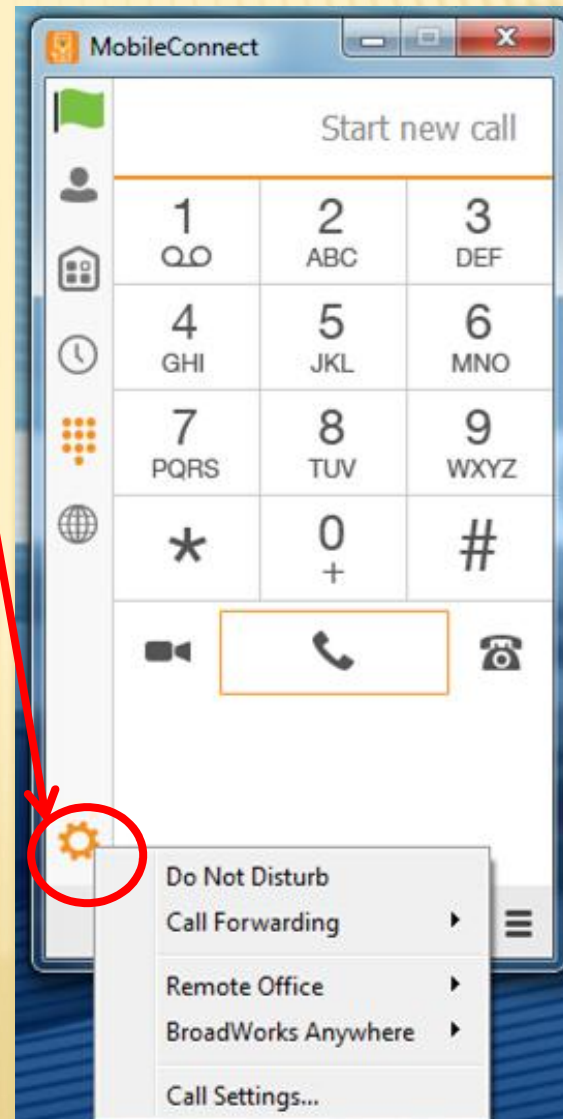 MobileConnect
Start new call
1 2 3
ABC DEF
4 5 6
GHI JKL MNO
7 8 9
PQRS TUV WXYZ
* 0 #
+
Do Not Disturb
Call Forwarding
Remote Office
BroadWorks Anywhere
Call Settings...